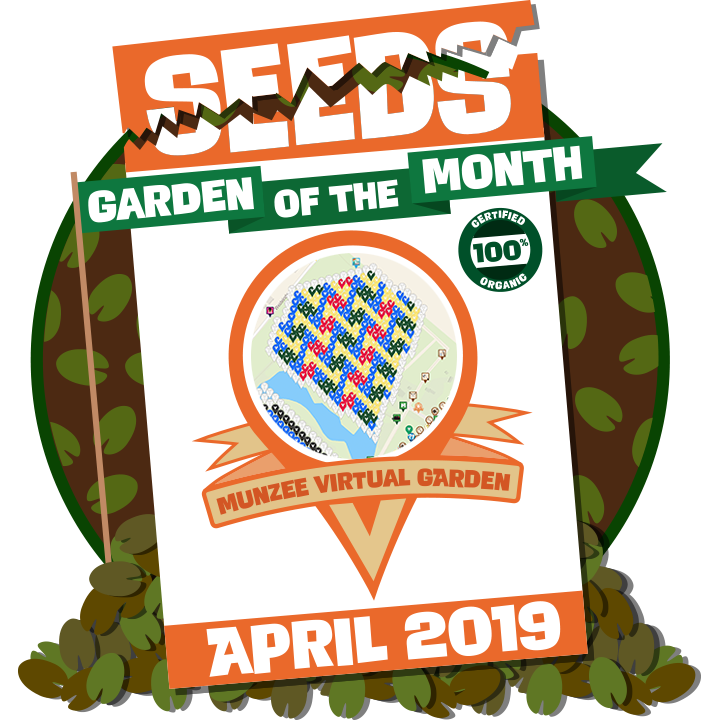 SEEDS
GARDEN OF THE MONTH
CERTIFIED
100%
ORGANIC
MUNZEE VIRTUAL GARDEN
APRIL 2019